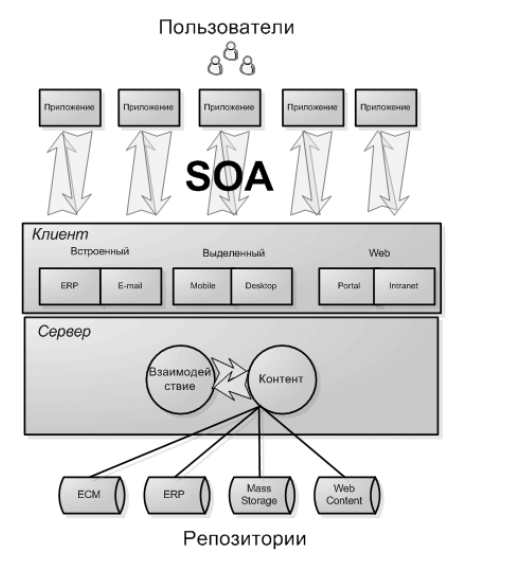 Пользователи
Приложение Приложение Приложение Приложение Приложение
SOA
Клиент
Встроенный Выделенный Web
ERP E-mail Mobile Desktop Portal Intranet
Сервер
Взаимодей
ствие
Контент
ECM ERP Mass
Storage Web
Content
Репозитории